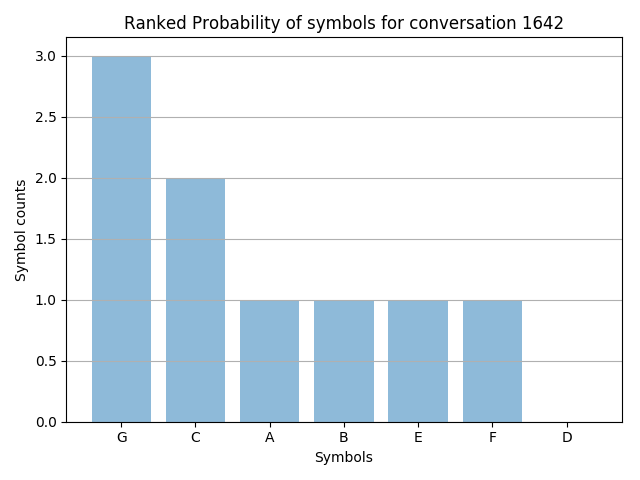 Ranked Probability of symbols for conversation 1642
3.0
2.5
2.0
1.5
1.0
0.5
0.0
Symbol counts
G C A B E F D
Symbols